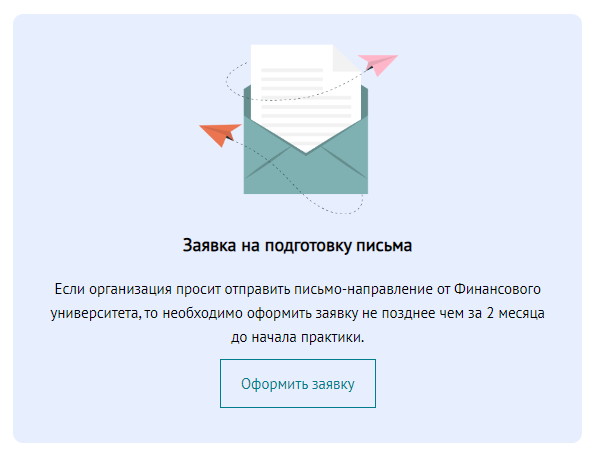 Заявка на подготовку письма
Если организация просит отправить письмо-направление от Финансового
университета, то необходимо оформить заявку не позднее чем за 2 месяца
до начала практики.
Оформить заявку